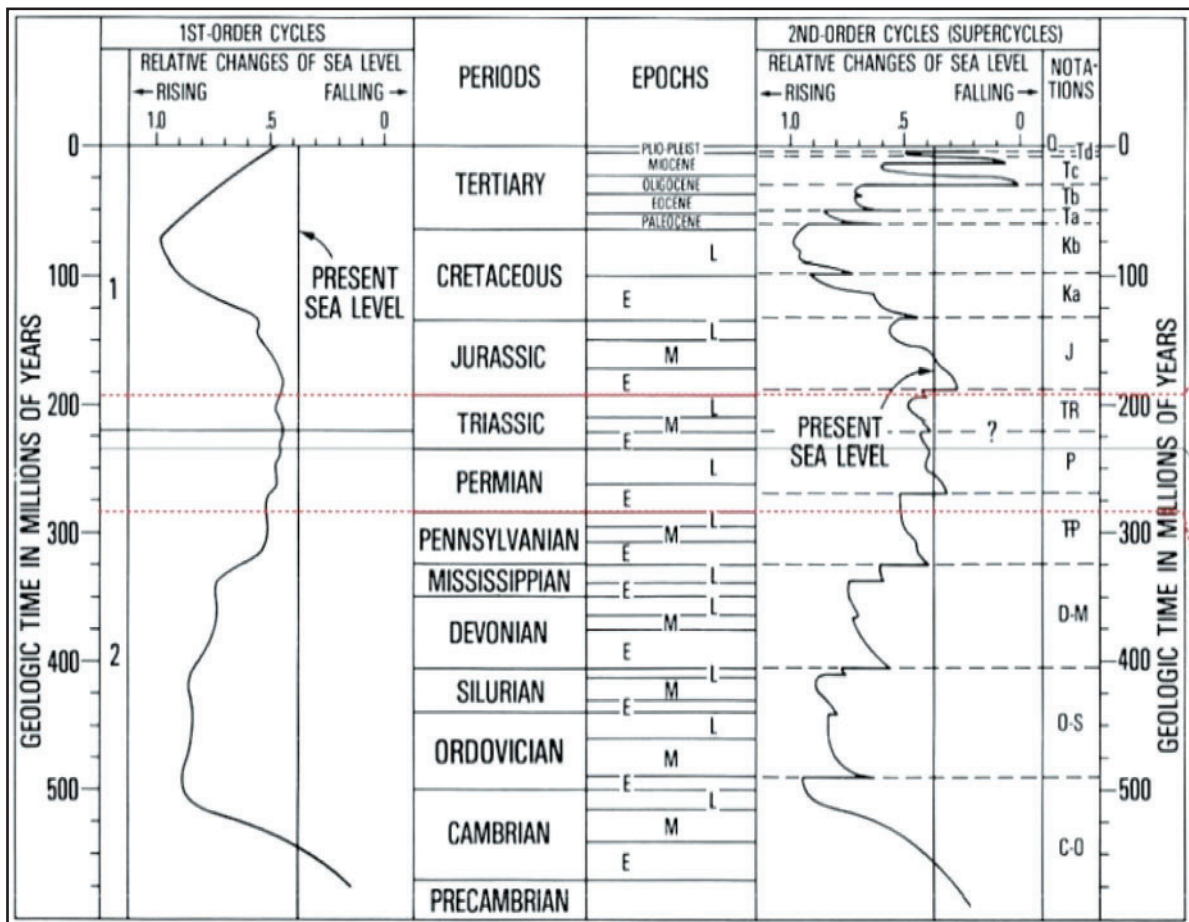 1ST-ORDER CYCLES
RELATIVE CHANGES OF SEA LEVEL
←RISING FALLING→
1.0 .5 0
PERIODS
EPOCHS
2ND-ORDER CYCLES (SUPERCYCLES)
RELATIVE CHANGES OF SEA LEVEL
←RISING FALLING→
1.0 .5 0
NOTA-
TIONS
GEOLOGIC TIME IN MILLIONS OF YEARS
0
100
200
300
400
500
1
2
PRESENT
SEA LEVEL
TERTIARY
CRETACEOUS
JURASSIC
TRIASSIC
PERMIAN
PENNSYLVANIAN
MISSISSIPPIAN
DEVONIAN
SILURIAN
ORDOVICIAN
CAMBRIAN
PRECAMBRIAN
PLIO-PLEIST
MIOCENE
OLIGOCENE
EOCENE
PALEOCENE
L
E
L
M
E
L
M
E
L
E
L
M
E
L
E
L
M
E
L
M
E
L
M
E
L
M
E
PRESENT
SEA LEVEL
?
Td
Tc
Tb
Ta
Kb
Ka
J
TR
P
D-M
O-S
C-O
0
100
200
300
400
500
GEOLOGIC TIME IN MILLIONS OF YEARS